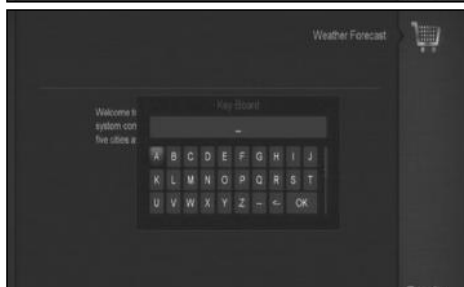 Weather Forecast
Key Board
Welcome t
system con
five cities a
A B C D E F G H I J
K L M N O P Q R S T
U V W X Y Z – <- OK